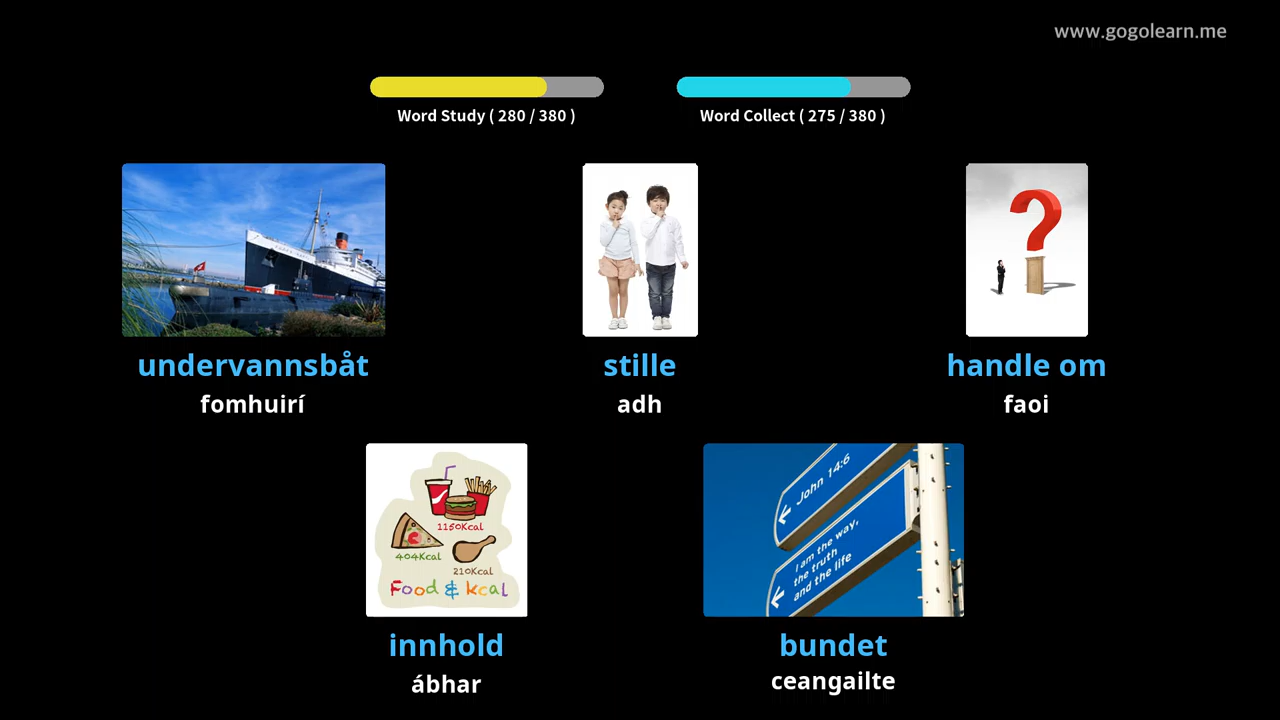 www.gogolearn.me
Word Study ( 280 / 380 )
Word Collect ( 275 / 380 )
undervannsbåt
fomhuirí
stille
adh
handle om
faoi
1150Kcal
404Kcal
210Kcal
Food & kcal
innhold
ábhar
John 14:6
I am the way,
the truth
and the life
bundet
ceangailte